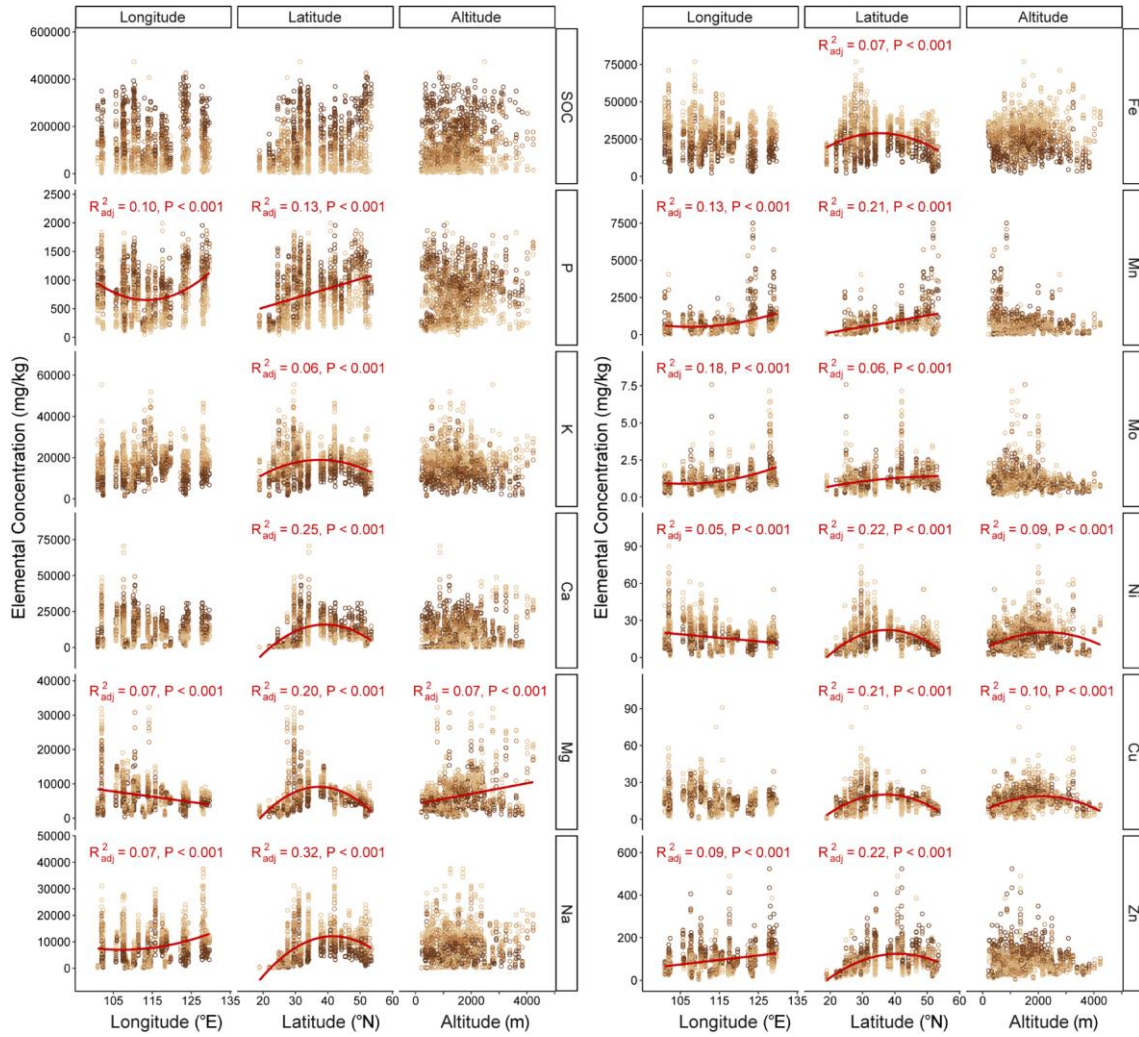 Longitude Latitude Altitude
600000
400000
200000
0
SOC
2500
2000
1500
1000
500
0
R²adj = 0.10, P < 0.001 R²adj = 0.13, P < 0.001
P
60000
40000
20000
0
R²adj = 0.06, P < 0.001
K
75000
50000
25000
0
R²adj = 0.25, P < 0.001
Ca
40000
30000
20000
10000
0
R²adj = 0.07, P < 0.001 R²adj = 0.20, P < 0.001 R²adj = 0.07, P < 0.001
Mg
50000
40000
30000
20000
10000
0
R²adj = 0.07, P < 0.001 R²adj = 0.32, P < 0.001
Na
Elemental Concentration (mg/kg)
105 115 125 135 20 30 40 50 60 0 2000 4000
Longitude (°E) Latitude (°N) Altitude (m)
Longitude Latitude Altitude
75000
50000
25000
0
R²adj = 0.07, P < 0.001
Fe
7500
5000
2500
0
R²adj = 0.13, P < 0.001 R²adj = 0.21, P < 0.001
Mn
7.5
5.0
2.5
0.0
R²adj = 0.18, P < 0.001 R²adj = 0.06, P < 0.001
Mo
90
60
30
0
R²adj = 0.05, P < 0.001 R²adj = 0.22, P < 0.001 R²adj = 0.09, P < 0.001
Ni
90
60
30
0
R²adj = 0.21, P < 0.001 R²adj = 0.10, P < 0.001
Cu
600
400
200
0
R²adj = 0.09, P < 0.001 R²adj = 0.22, P < 0.001
Zn
Elemental Concentration (mg/kg)
105 115 125 135 20 30 40 50 60 0 2000 4000
Longitude (°E) Latitude (°N) Altitude (m)